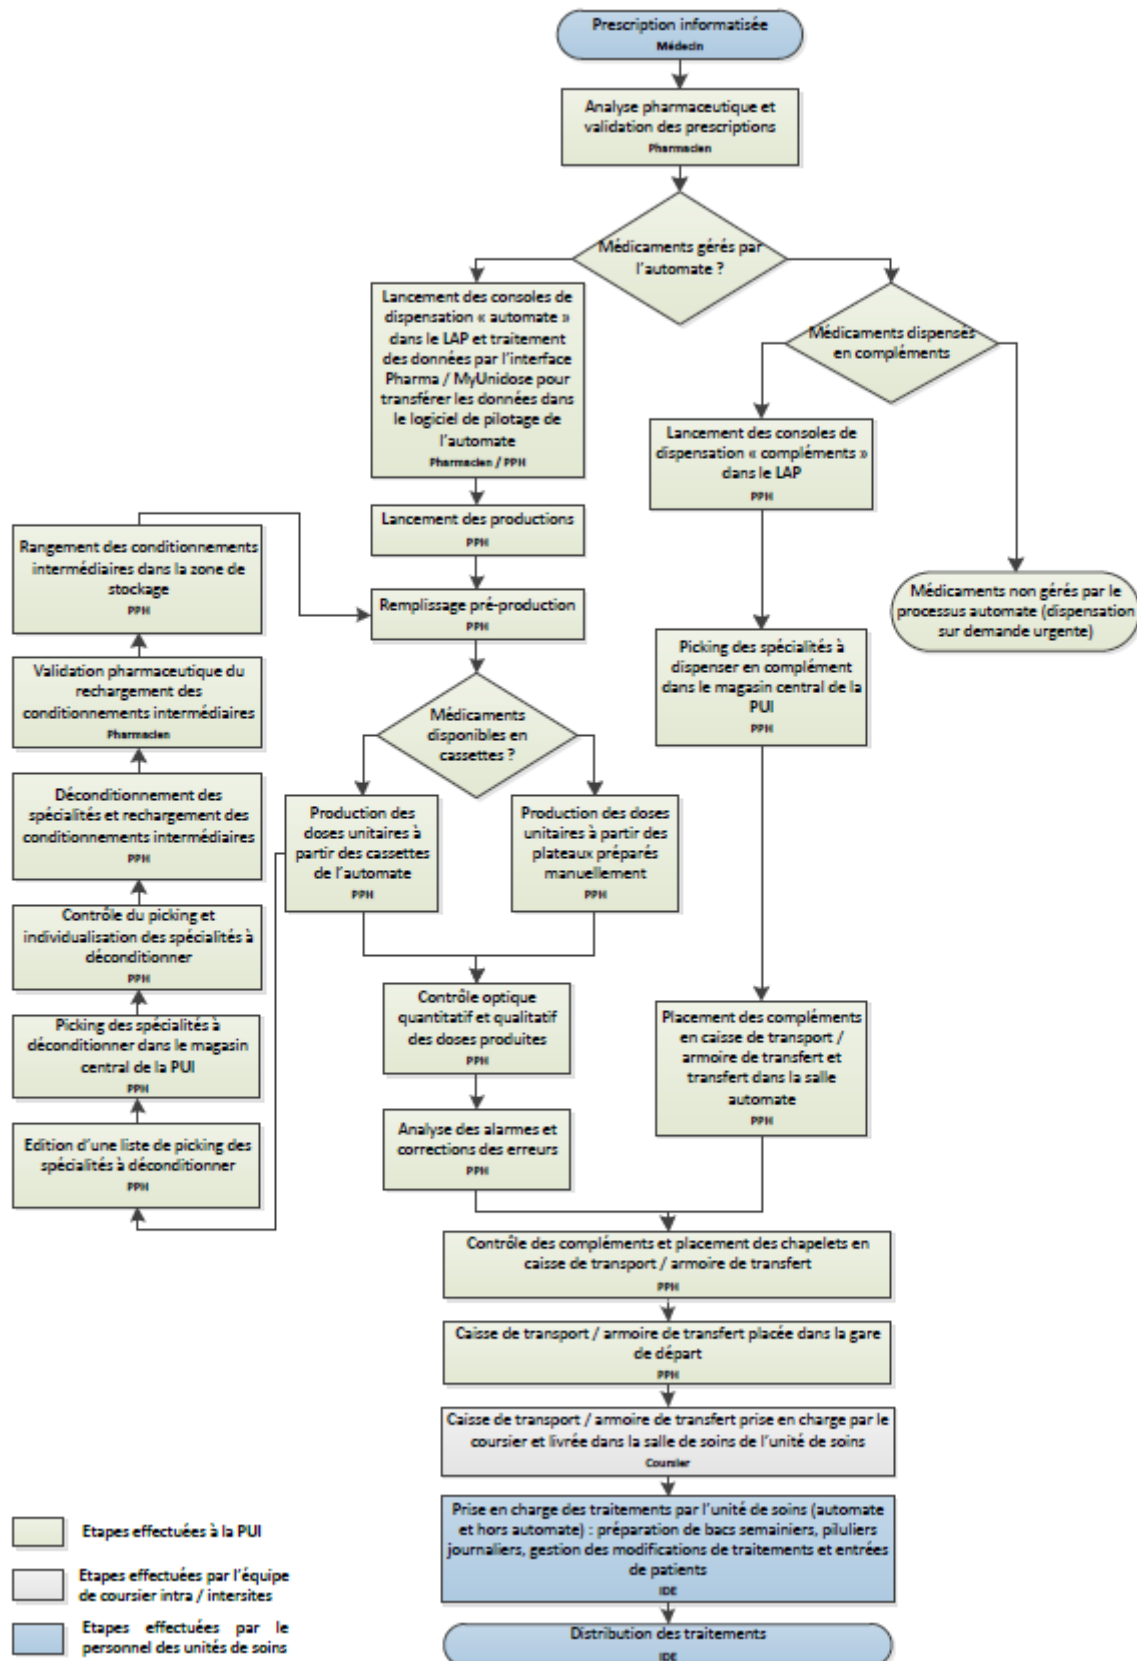 Prescription informatisée
Médecin
Analyse pharmaceutique et
validation des prescriptions
Pharmacien
Médicaments gérés par
l'automate ?
Lancement des consoles de
dispensation « automate »
dans le LAP et traitement
des données par l'interface
Pharma / MyUnidose pour
transférer les données dans
le logiciel de pilotage de
l'automate
Pharmacien / PPH
Médicaments dispensés
en compléments
Lancement des consoles de
dispensation « compléments »
dans le LAP
PPH
Lancement des productions
PPH
Rangement des conditionnements
intermédiaires dans la zone de
stockage
PPH
Remplissage pré-production
PPH
Médicaments non gérés par le
processus automate (dispensation
sur demande urgente)
Picking des spécialités à
dispenser en complément
dans le magasin central de la
PUI
PPH
Validation pharmaceutique du
rechargement des
conditionnements intermédiaires
Pharmacien
Médicaments
disponibles en
cassettes ?
Déconditionnement des
spécialités et rechargement des
conditionnements intermédiaires
PPH
Production des
doses unitaires à
partir des cassettes
de l'automate
PPH
Production des doses
unitaires à partir des
plateaux préparés
manuellement
PPH
Contrôle du picking et
individualisation des spécialités à
déconditionner
PPH
Contrôle optique
quantitatif et qualitatif
des doses produites
PPH
Placement des compléments
en caisse de transport /
armoire de transfert et
transfert dans la salle
automate
PPH
Picking des spécialités à
déconditionner dans le magasin
central de la PUI
PPH
Analyse des alarmes et
corrections des erreurs
PPH
Edition d'une liste de picking des
spécialités à déconditionner
PPH
Contrôle des compléments et placement des chapelets en
caisse de transport / armoire de transfert
PPH
Caisse de transport / armoire de transfert placée dans la gare
de départ
PPH
Caisse de transport / armoire de transfert prise en charge par le
coursier et livrée dans la salle de soins de l'unité de soins
Coursier
Prise en charge des traitements par l'unité de soins (automate
et hors automate) : préparation de bacs semainiers, piluliers
journaliers, gestion des modifications de traitements et entrées
de patients
IDE
Distribution des traitements
IDE
Etapes effectuées à la PUI
Etapes effectuées par l'équipe
de coursier intra / intersites
Etapes effectuées par le
personnel des unités de soins